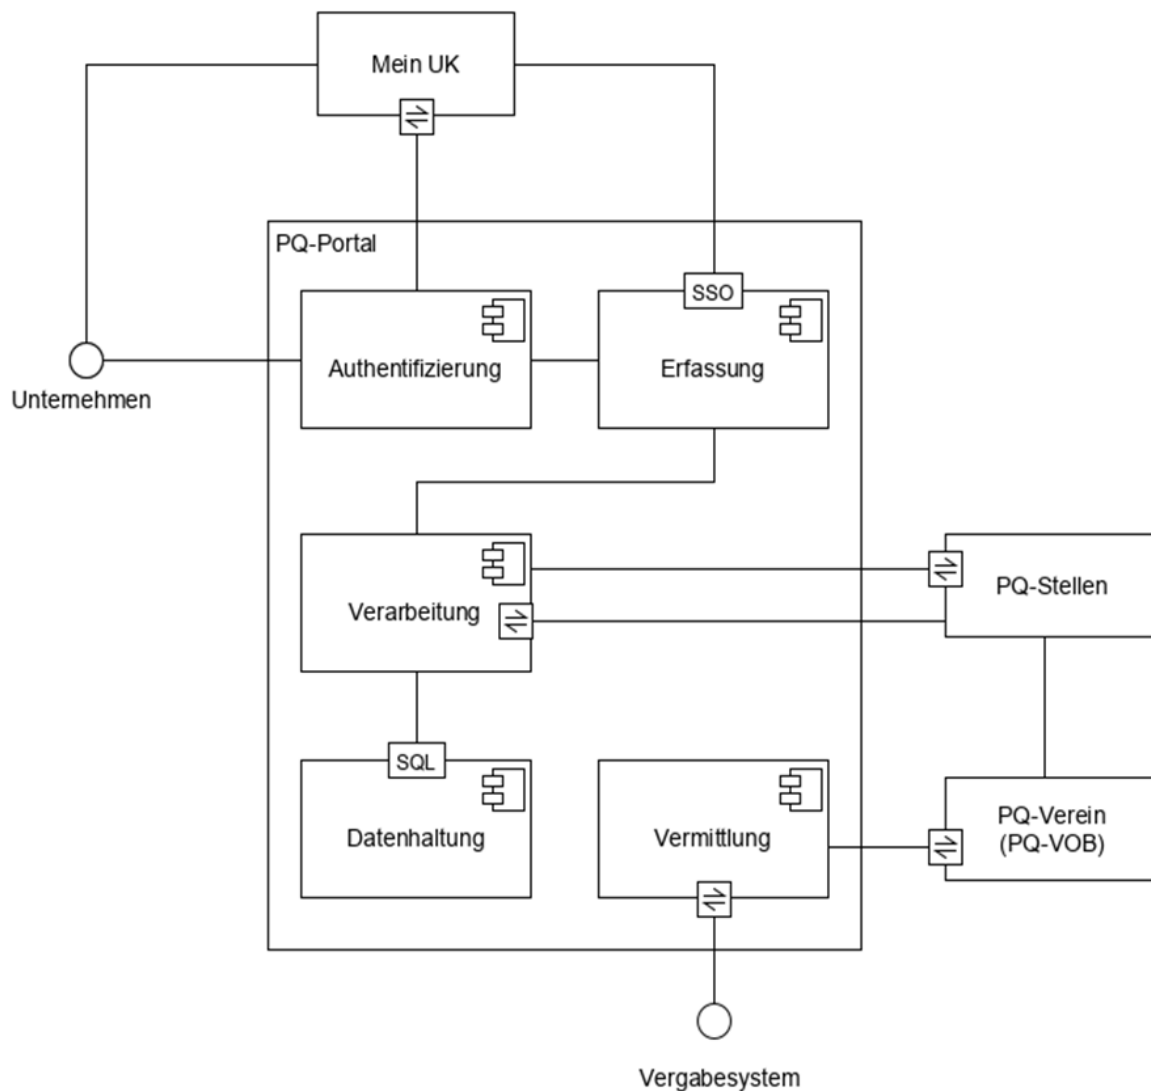 Mein UK
PQ-Portal
SSO
Authentifizierung
Erfassung
Unternehmen
Verarbeitung
PQ-Stellen
SQL
Datenhaltung
Vermittlung
PQ-Verein
(PQ-VOB)
Vergabesystem